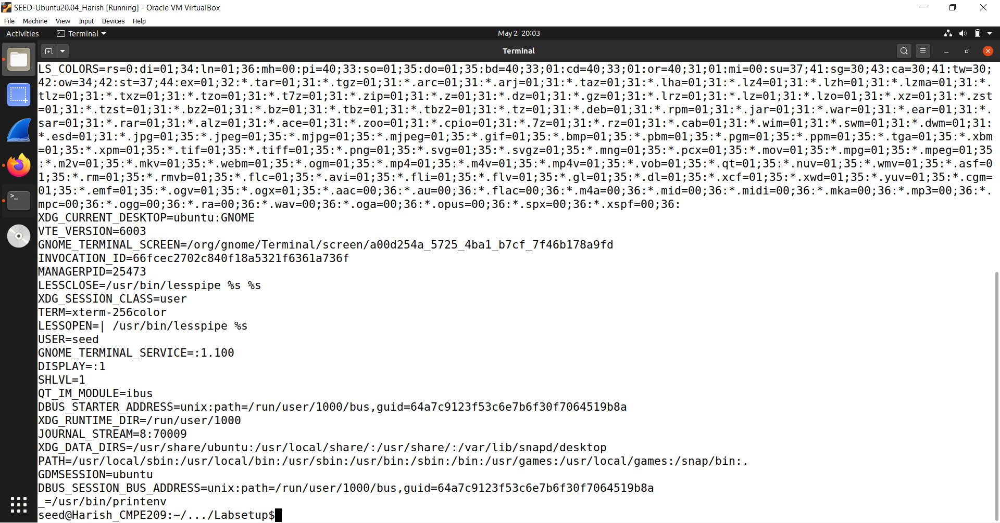 SEED-Ubuntu20.04_Harish [Running] - Oracle VM VirtualBox
File Machine View Input Devices Help
Activities Terminal May 2 20:03
Terminal
LS_COLORS=rs=0:di=01;34:ln=01;36:mh=00:pi=40;33:so=01;35:do=01;35:bd=40;33;01:cd=40;33;01:or=40;31;01:mi=00:su=37;41:sg=30;43:ca=30;41:tw=30;
42:ow=34;42:st=37;44:ex=01;32:*.tar=01;31:*.tgz=01;31:*.arc=01;31:*.arj=01;31:*.taz=01;31:*.lha=01;31:*.lz4=01;31:*.lzh=01;31:*.lzma=01;31:*.
tlz=01;31:*.txz=01;31:*.tzo=01;31:*.t7z=01;31:*.zip=01;31:*.z=01;31:*.dz=01;31:*.gz=01;31:*.lrz=01;31:*.lz=01;31:*.lzo=01;31:*.xz=01;31:*.zst
=01;31:*.tzst=01;31:*.bz2=01;31:*.bz=01;31:*.tbz=01;31:*.tbz2=01;31:*.tz=01;31:*.deb=01;31:*.rpm=01;31:*.jar=01;31:*.war=01;31:*.ear=01;31:*.
sar=01;31:*.rar=01;31:*.alz=01;31:*.ace=01;31:*.zoo=01;31:*.cpio=01;31:*.7z=01;31:*.rz=01;31:*.cab=01;31:*.wim=01;31:*.swm=01;31:*.dwm=01;31:
*.esd=01;31:*.jpg=01;35:*.jpeg=01;35:*.mjpg=01;35:*.mjpeg=01;35:*.gif=01;35:*.bmp=01;35:*.pbm=01;35:*.pgm=01;35:*.ppm=01;35:*.tga=01;35:*.xbm
=01;35:*.xpm=01;35:*.tif=01;35:*.tiff=01;35:*.png=01;35:*.svg=01;35:*.svgz=01;35:*.mng=01;35:*.pcx=01;35:*.mov=01;35:*.mpg=01;35:*.mpeg=01;35
:*.m2v=01;35:*.mkv=01;35:*.webm=01;35:*.ogm=01;35:*.mp4=01;35:*.m4v=01;35:*.mp4v=01;35:*.vob=01;35:*.qt=01;35:*.nuv=01;35:*.wmv=01;35:*.asf=0
1;35:*.rm=01;35:*.rmvb=01;35:*.flc=01;35:*.avi=01;35:*.fli=01;35:*.flv=01;35:*.gl=01;35:*.dl=01;35:*.xcf=01;35:*.xwd=01;35:*.yuv=01;35:*.cgm=
01;35:*.emf=01;35:*.ogv=01;35:*.ogx=01;35:*.aac=00;36:*.au=00;36:*.flac=00;36:*.m4a=00;36:*.mid=00;36:*.midi=00;36:*.mka=00;36:*.mp3=00;36:*.
mpc=00;36:*.ogg=00;36:*.ra=00;36:*.wav=00;36:*.oga=00;36:*.opus=00;36:*.spx=00;36:*.xspf=00;36:
XDG_CURRENT_DESKTOP=ubuntu:GNOME
VTE_VERSION=6003
GNOME_TERMINAL_SCREEN=/org/gnome/Terminal/screen/a00d254a_5725_4ba1_b7cf_7f46b178a9fd
INVOCATION_ID=66fcec2702c840f18a5321f6361a736f
MANAGERPID=25473
LESSCLOSE=/usr/bin/lesspipe %s %s
XDG_SESSION_CLASS=user
TERM=xterm-256color
LESSOPEN=| /usr/bin/lesspipe %s
USER=seed
GNOME_TERMINAL_SERVICE=:1.100
DISPLAY=:1
SHLVL=1
QT_IM_MODULE=ibus
DBUS_STARTER_ADDRESS=unix:path=/run/user/1000/bus,guid=64a7c9123f53c6e7b6f30f7064519b8a
XDG_RUNTIME_DIR=/run/user/1000
JOURNAL_STREAM=8:70009
XDG_DATA_DIRS=/usr/share/ubuntu:/usr/local/share/:/usr/share/:/var/lib/snapd/desktop
PATH=/usr/local/sbin:/usr/local/bin:/usr/sbin:/usr/bin:/sbin:/bin:/usr/games:/usr/local/games:/snap/bin:.
GDMSESSION=ubuntu
DBUS_SESSION_BUS_ADDRESS=unix:path=/run/user/1000/bus,guid=64a7c9123f53c6e7b6f30f7064519b8a
_=/usr/bin/printenv
seed@Harish_CMPE209:~/.../Labsetup$